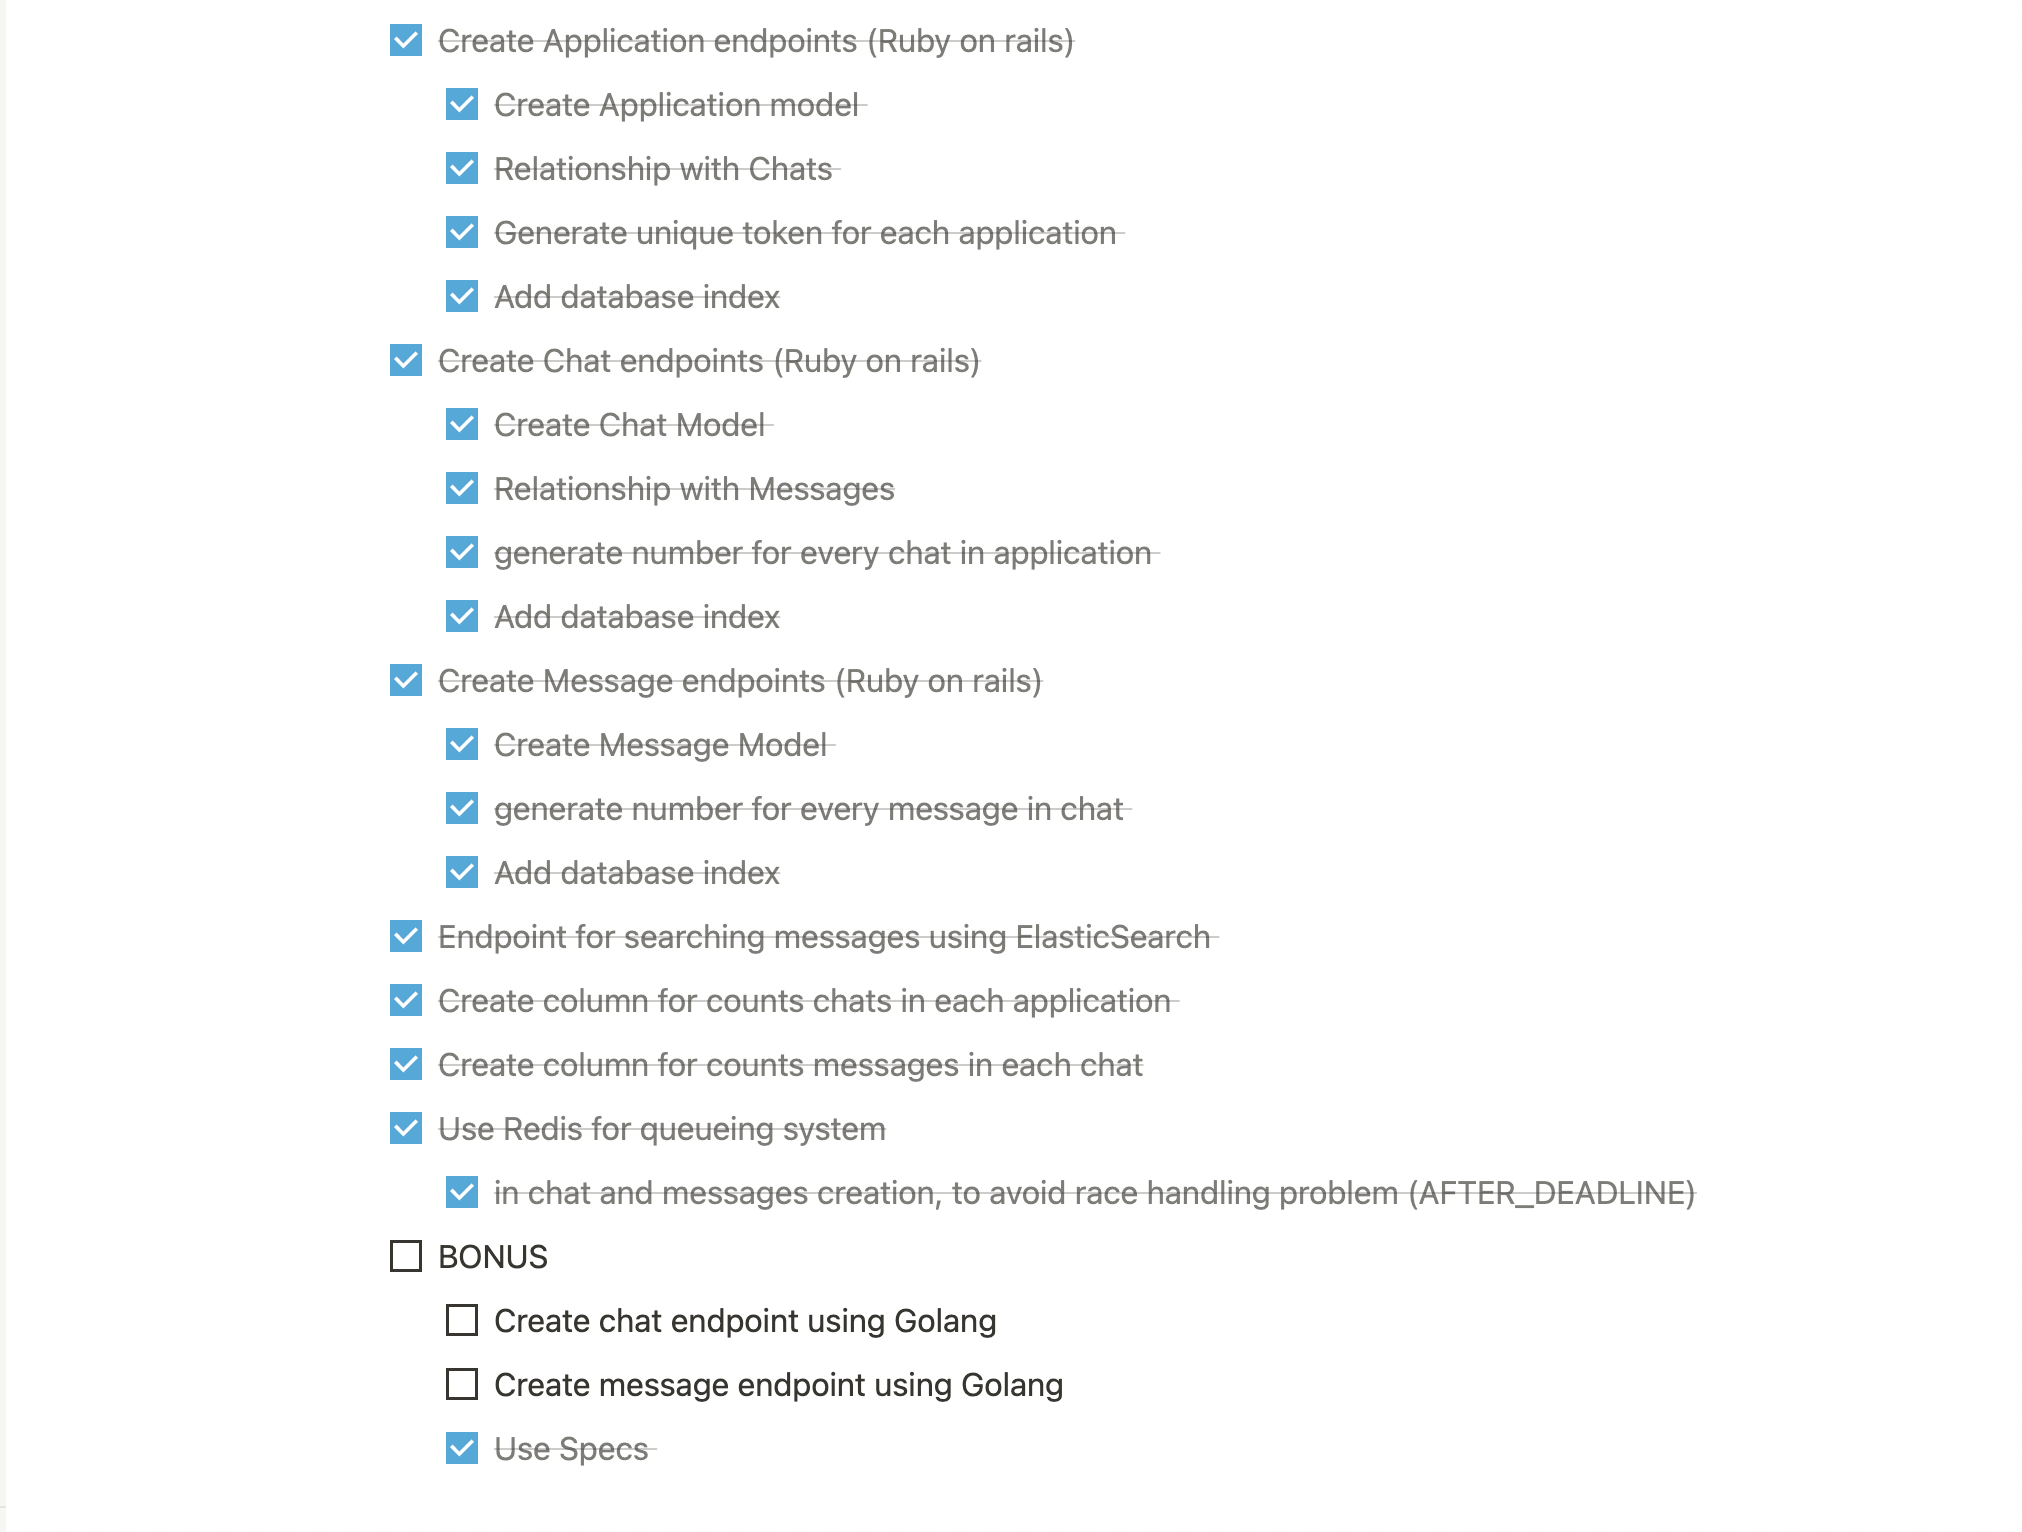 Create Application endpoints (Ruby on rails)
Create Application model
Relationship with Chats
Generate unique token for each application
Add database index
Create Chat endpoints (Ruby on rails)
Create Chat Model
Relationship with Messages
generate number for every chat in application
Add database index
Create Message endpoints (Ruby on rails)
Create Message Model
generate number for every message in chat
Add database index
Endpoint for searching messages using ElasticSearch
Create column for counts chats in each application
Create column for counts messages in each chat
Use Redis for queueing system
in chat and messages creation, to avoid race handling problem (AFTER_DEADLINE)
BONUS
Create chat endpoint using Golang
Create message endpoint using Golang
Use Specs